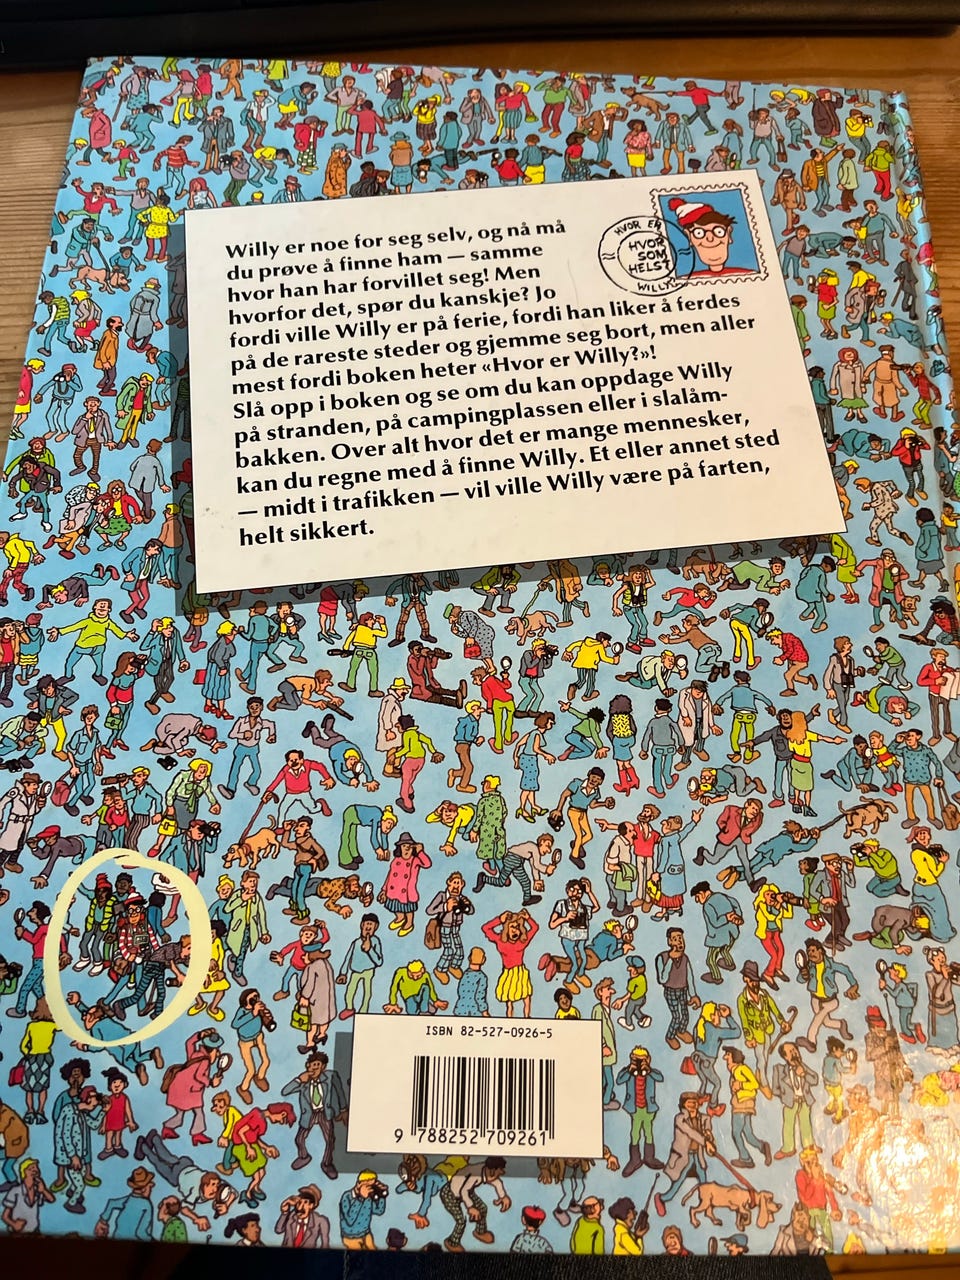 Willy er noe for seg selv, og nå må
du prøve å finne ham — samme
hvor han har forvillet seg! Men
hvorfor det, spør du kanskje? Jo
fordi ville Willy er på ferie, fordi han liker å ferdes
på de rareste steder og gjemme seg bort, men aller
mest fordi boken heter «Hvor er Willy?»!
Slå opp i boken og se om du kan oppdage Willy
på stranden, på campingplassen eller i slalåm-
bakken. Over alt hvor det er mange mennesker,
kan du regne med å finne Willy. Et eller annet sted
— midt i trafikken — vil ville Willy være på farten,
helt sikkert.
HVOR ER
HVOR
SOM
HELST
WILLY
ISBN 82-527-0926-5
9 788252 709261